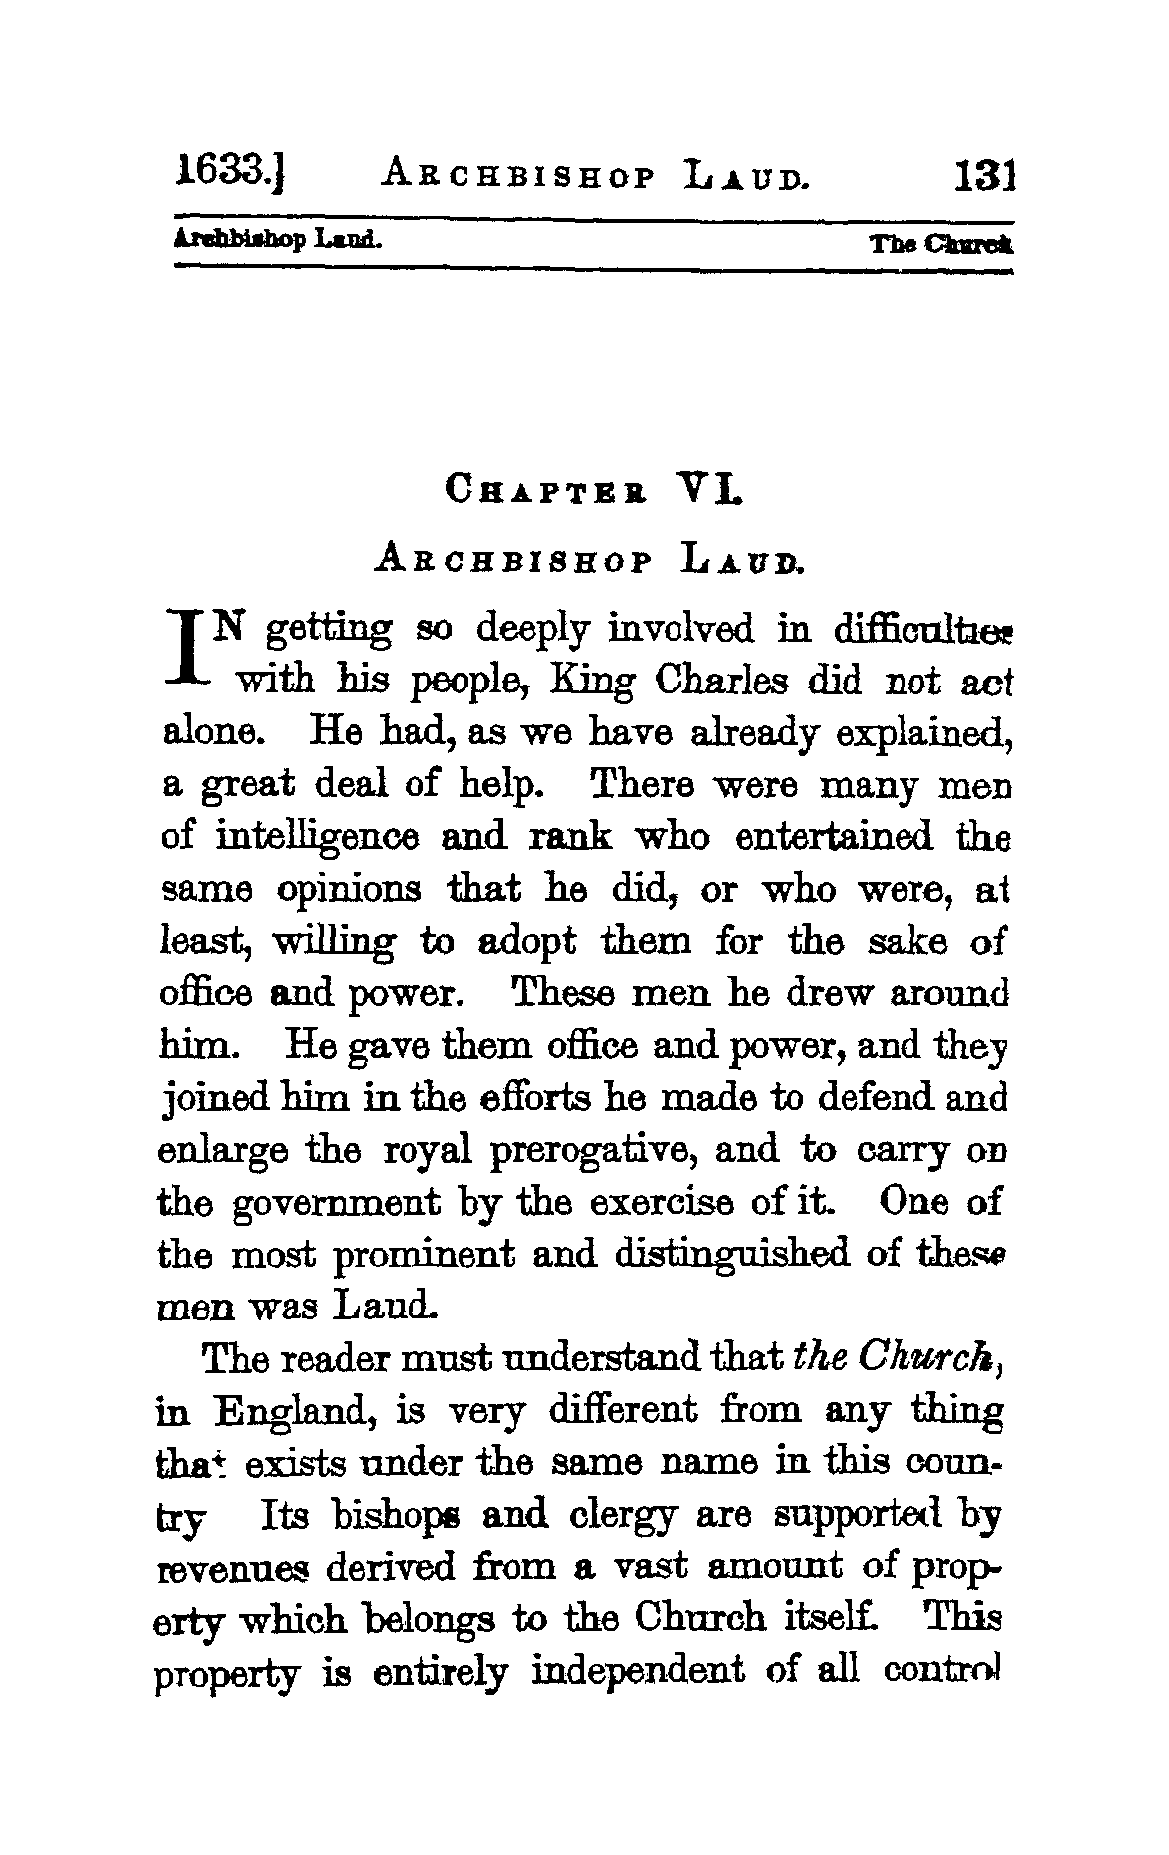 1633.] ARCHBISHOP LAUD. 131
Archbishop Laud. The Church
CHAPTER VI.
ARCHBISHOP LAUD.
IN getting so deeply involved in difficulties
with his people, King Charles did not act
alone. He had, as we have already explained,
a great deal of help. There were many men
of intelligence and rank who entertained the
same opinions that he did, or who were, at
least, willing to adopt them for the sake of
office and power. These men he drew around
him. He gave them office and power, and they
joined him in the efforts he made to defend and
enlarge the royal prerogative, and to carry on
the government by the exercise of it. One of
the most prominent and distinguished of these
men was Laud.
The reader must understand that the Church,
in England, is very different from any thing
that exists under the same name in this coun-
try Its bishops and clergy are supported by
revenues derived from a vast amount of prop-
erty which belongs to the Church itself. This
property is entirely independent of all control